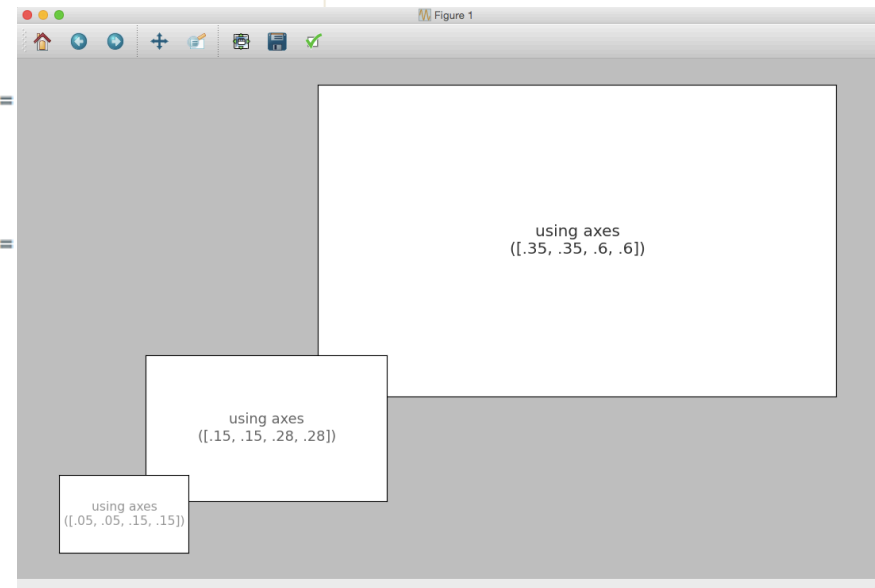 Figure 1
using axes
([.35, .35, .6, .6])
using axes
([.15, .15, .28, .28])
using axes
([.05, .05, .15, .15])